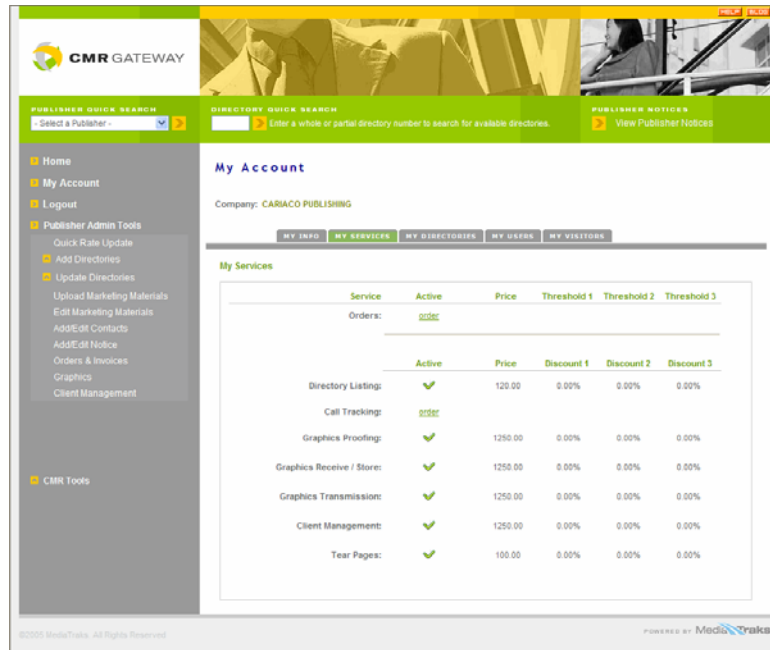 HELP BLOG
CMR GATEWAY
PUBLISHER QUICK SEARCH
DIRECTORY QUICK SEARCH
PUBLISHER NOTICES
- Select a Publisher -
Enter a whole or partial directory number to search for available directories.
View Publisher Notices
Home
My Account
Logout
Publisher Admin Tools
Quick Rate Update
Add Directories
Update Directories
Upload Marketing Materials
Edit Marketing Materials
Add/Edit Contacts
Add/Edit Notice
Orders & Invoices
Graphics
Client Management
CMR Tools
My Account
Company: CARIACO PUBLISHING
MY INFO MY SERVICES MY DIRECTORIES MY USERS MY VISITORS
My Services
Service Active Price Threshold 1 Threshold 2 Threshold 3
Orders: order
Active Price Discount 1 Discount 2 Discount 3
Directory Listing: 120.00 0.00% 0.00% 0.00%
Call Tracking: order
Graphics Proofing: 1250.00 0.00% 0.00% 0.00%
Graphics Receive / Store: 1250.00 0.00% 0.00% 0.00%
Graphics Transmission: 1250.00 0.00% 0.00% 0.00%
Client Management: 1250.00 0.00% 0.00% 0.00%
Tear Pages: 100.00 0.00% 0.00% 0.00%
©2005 MediaTraks. All Rights Reserved
POWERED BY MediaTraks